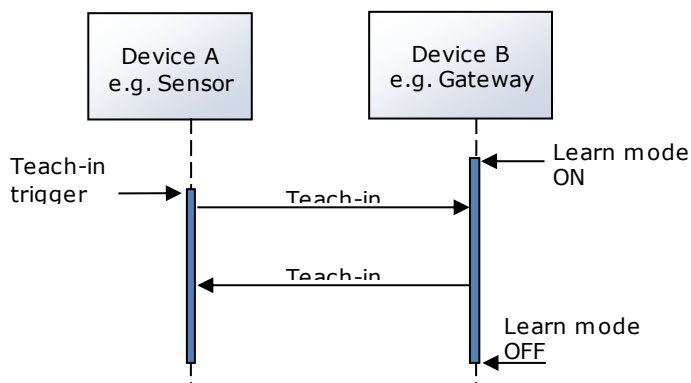 Device A
e.g. Sensor
Device B
e.g. Gateway
Learn mode
ON
Teach-in
trigger
Teach-in
Teach-in
Learn mode
OFF